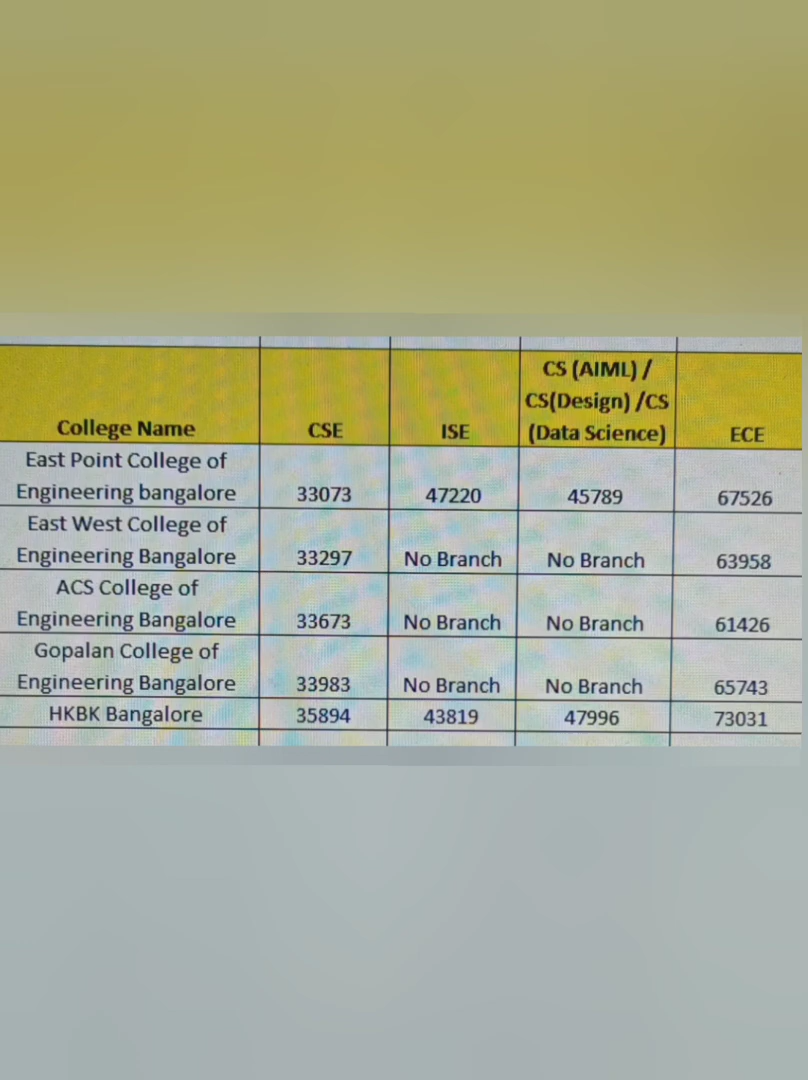 College Name CSE ISE CS (AIML) / CS(Design) /CS (Data Science) ECE
East Point College of
Engineering bangalore 33073 47220 45789 67526
East West College of
Engineering Bangalore 33297 No Branch No Branch 63958
ACS College of
Engineering Bangalore 33673 No Branch No Branch 61426
Gopalan College of
Engineering Bangalore 33983 No Branch No Branch 65743
HKBK Bangalore 35894 43819 47996 73031